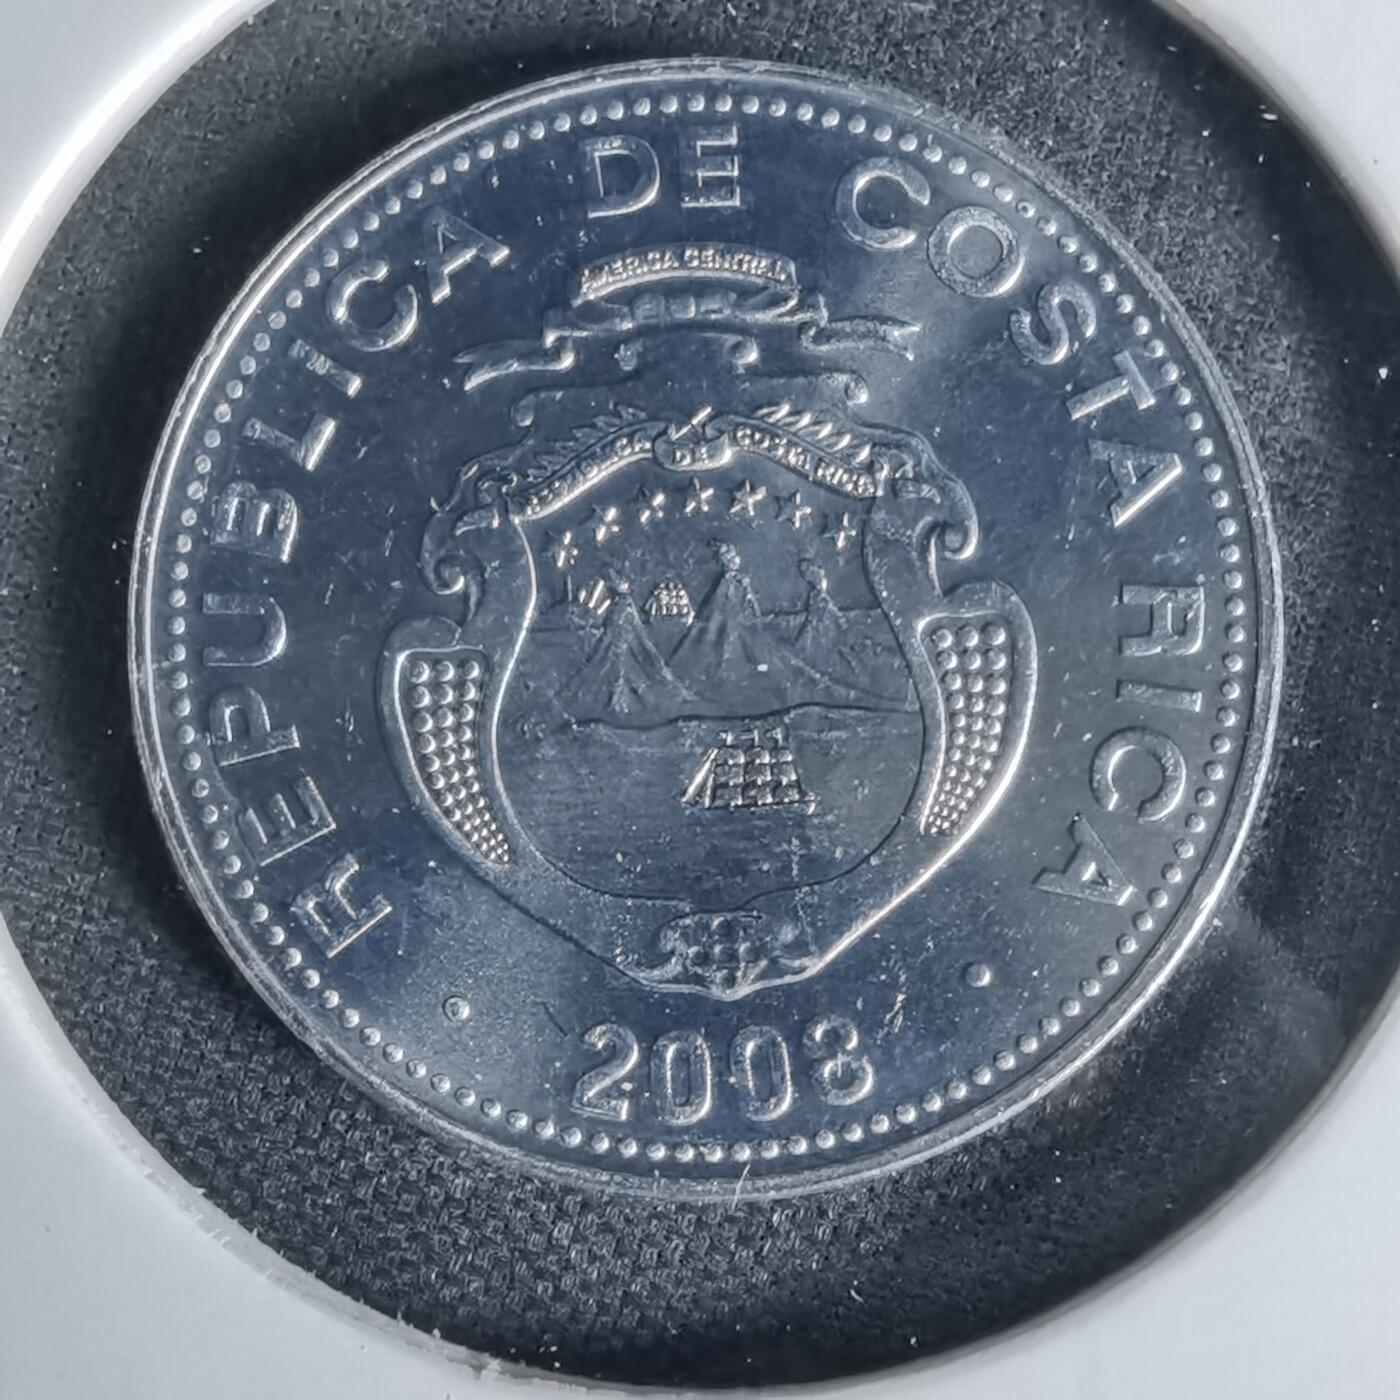 REPUBLICA DE COSTA RICA
AMERICA CENTRAL
REPUBLICA DE COSTA RICA
2008